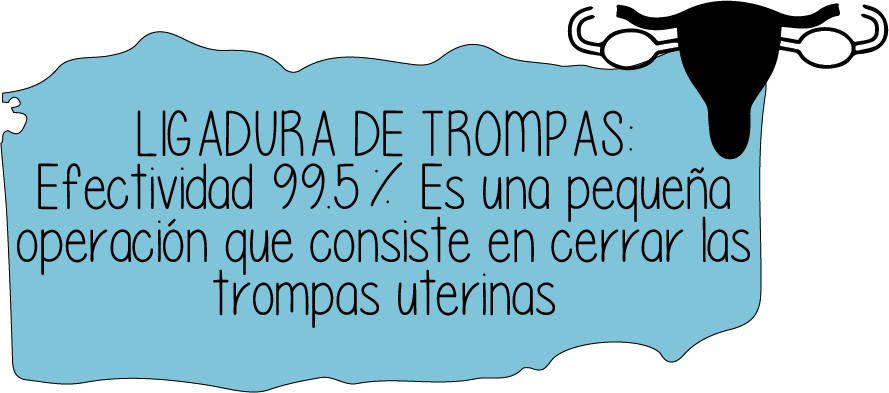 LIGADURA DE TROMPAS:
Efectividad 99.5 % Es una pequeña
operación que consiste en cerrar las
trompas uterinas